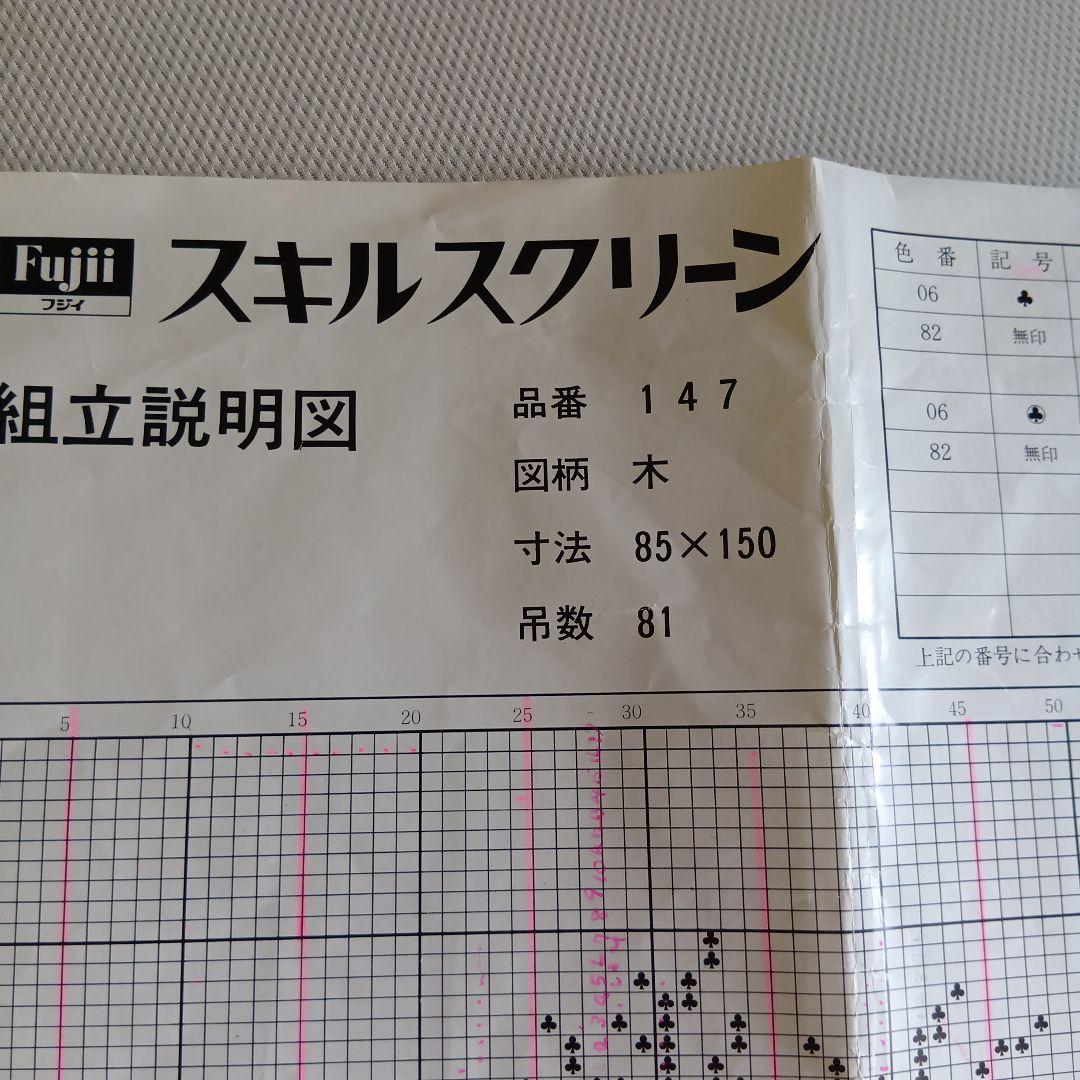 Fujii
フジイ
スキルスクリーン
組立説明図
品番 147
図柄 木
寸法 85×150
吊数 81
色番 記号
06 ♣
82 無印
06 ♣
82 無印
上記の番号に合わせ
5 10 15 20 25 30 35 40 45 50